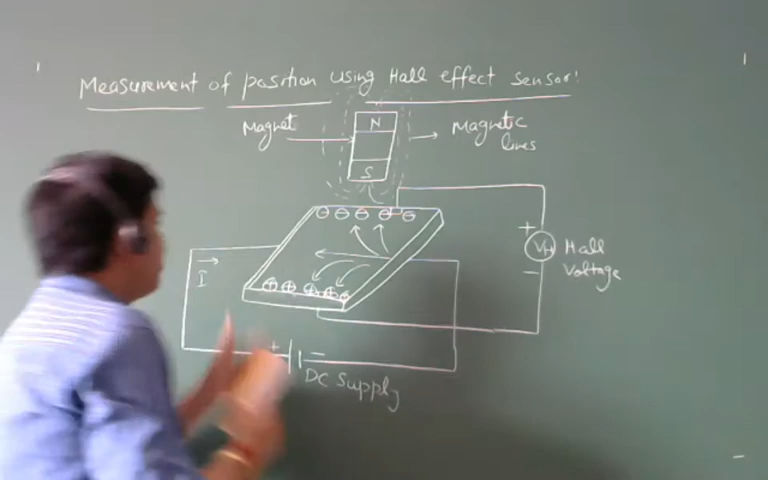 Measurement of position using Hall effect sensor:
Magnet
N
S
Magnetic
lines
I
+
VH
-
Hall
Voltage
+
-
DC Supply